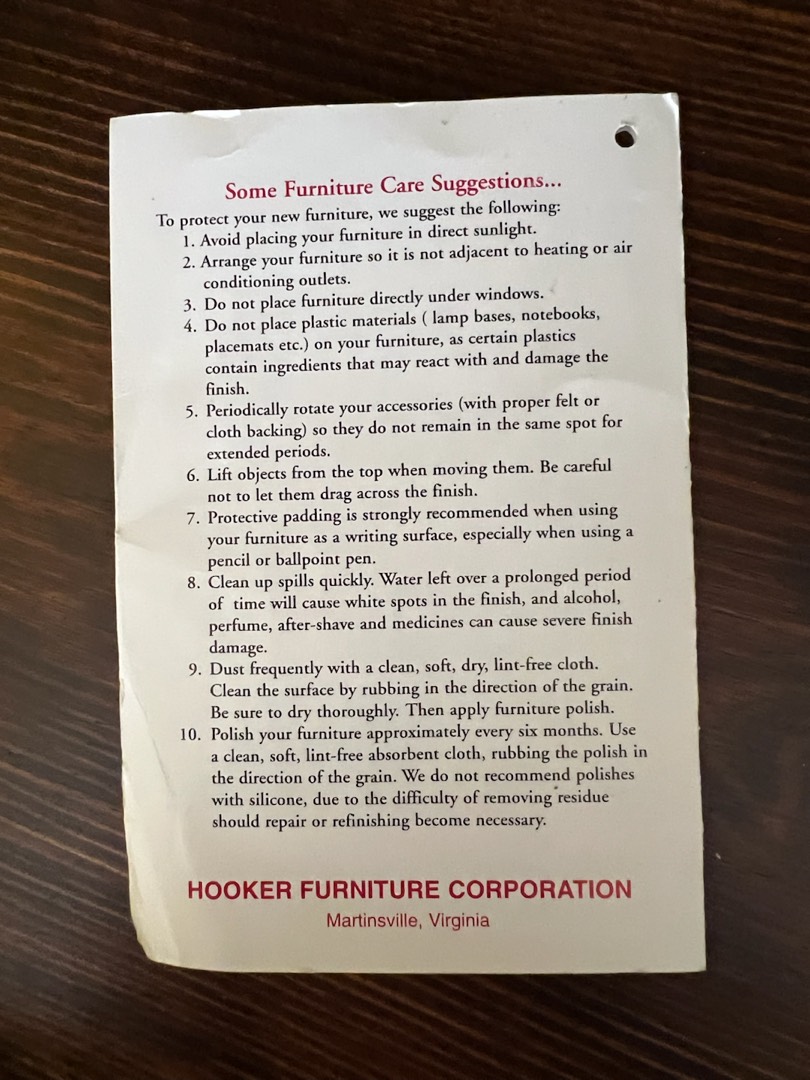 Some Furniture Care Suggestions...
To protect your new furniture, we suggest the following:
1. Avoid placing your furniture in direct sunlight.
2. Arrange your furniture so it is not adjacent to heating or air
conditioning outlets.
3. Do not place furniture directly under windows.
4. Do not place plastic materials ( lamp bases, notebooks,
placemats etc.) on your furniture, as certain plastics
contain ingredients that may react with and damage the
finish.
5. Periodically rotate your accessories (with proper felt or
cloth backing) so they do not remain in the same spot for
extended periods.
6. Lift objects from the top when moving them. Be careful
not to let them drag across the finish.
7. Protective padding is strongly recommended when using
your furniture as a writing surface, especially when using a
pencil or ballpoint pen.
8. Clean up spills quickly. Water left over a prolonged period
of time will cause white spots in the finish, and alcohol,
perfume, after-shave and medicines can cause severe finish
damage.
9. Dust frequently with a clean, soft, dry, lint-free cloth.
Clean the surface by rubbing in the direction of the grain.
Be sure to dry thoroughly. Then apply furniture polish.
10. Polish your furniture approximately every six months. Use
a clean, soft, lint-free absorbent cloth, rubbing the polish in
the direction of the grain. We do not recommend polishes
with silicone, due to the difficulty of removing residue
should repair or refinishing become necessary.
HOOKER FURNITURE CORPORATION
Martinsville, Virginia